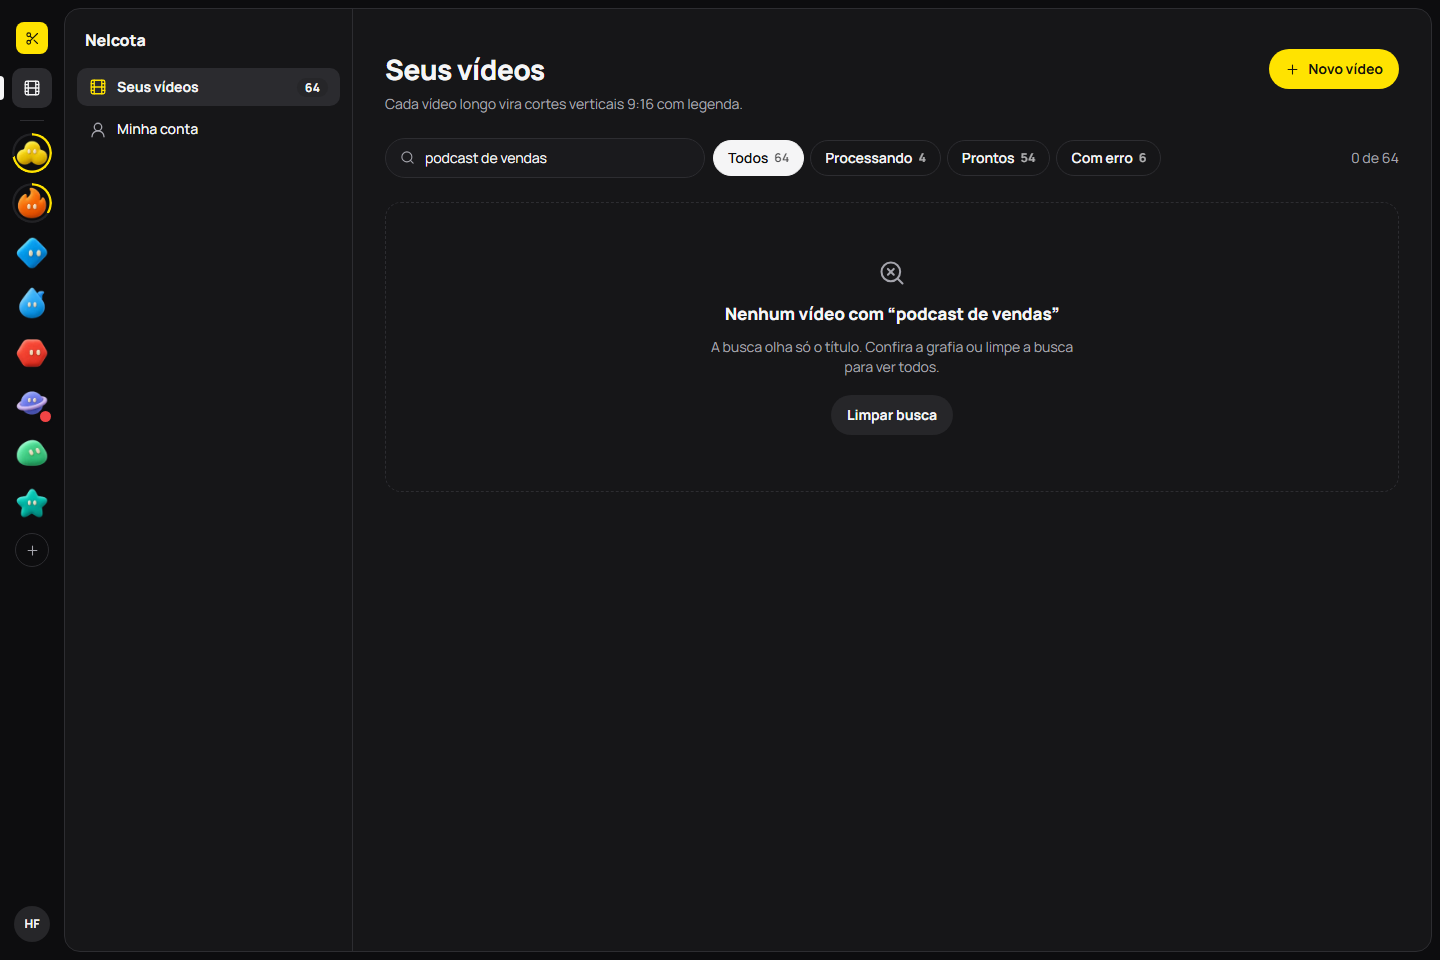 Nelcota
Seus vídeos 64
Minha conta
HF
Seus vídeos
Cada vídeo longo vira cortes verticais 9:16 com legenda.
Novo vídeo
podcast de vendas
Todos 64
Processando 4
Prontos 54
Com erro 6
0 de 64
Nenhum vídeo com “podcast de vendas”
A busca olha só o título. Confira a grafia ou limpe a busca
para ver todos.
Limpar busca